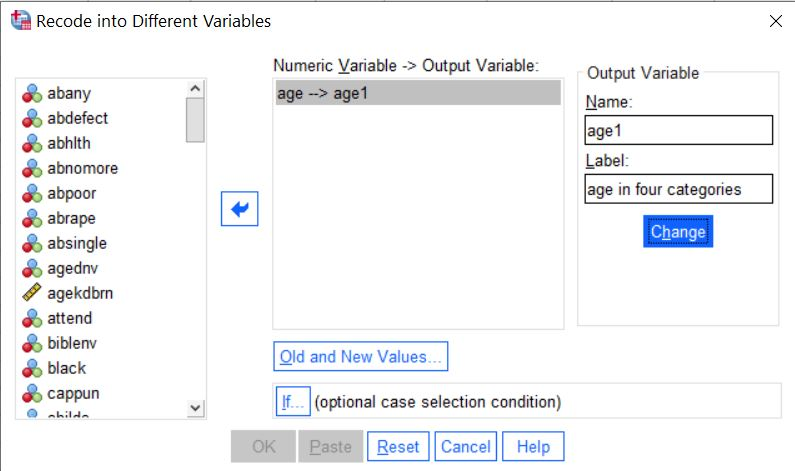 Recode into Different Variables
abany
abdefect
abhlth
abnomore
abpoor
abrape
absingle
agednv
agekdbrn
attend
biblenv
black
cappun
childs
Numeric Variable -> Output Variable:
age --> age1
Old and New Values...
If... (optional case selection condition)
Output Variable
Name:
age1
Label:
age in four categories
Change
OK Paste Reset Cancel Help